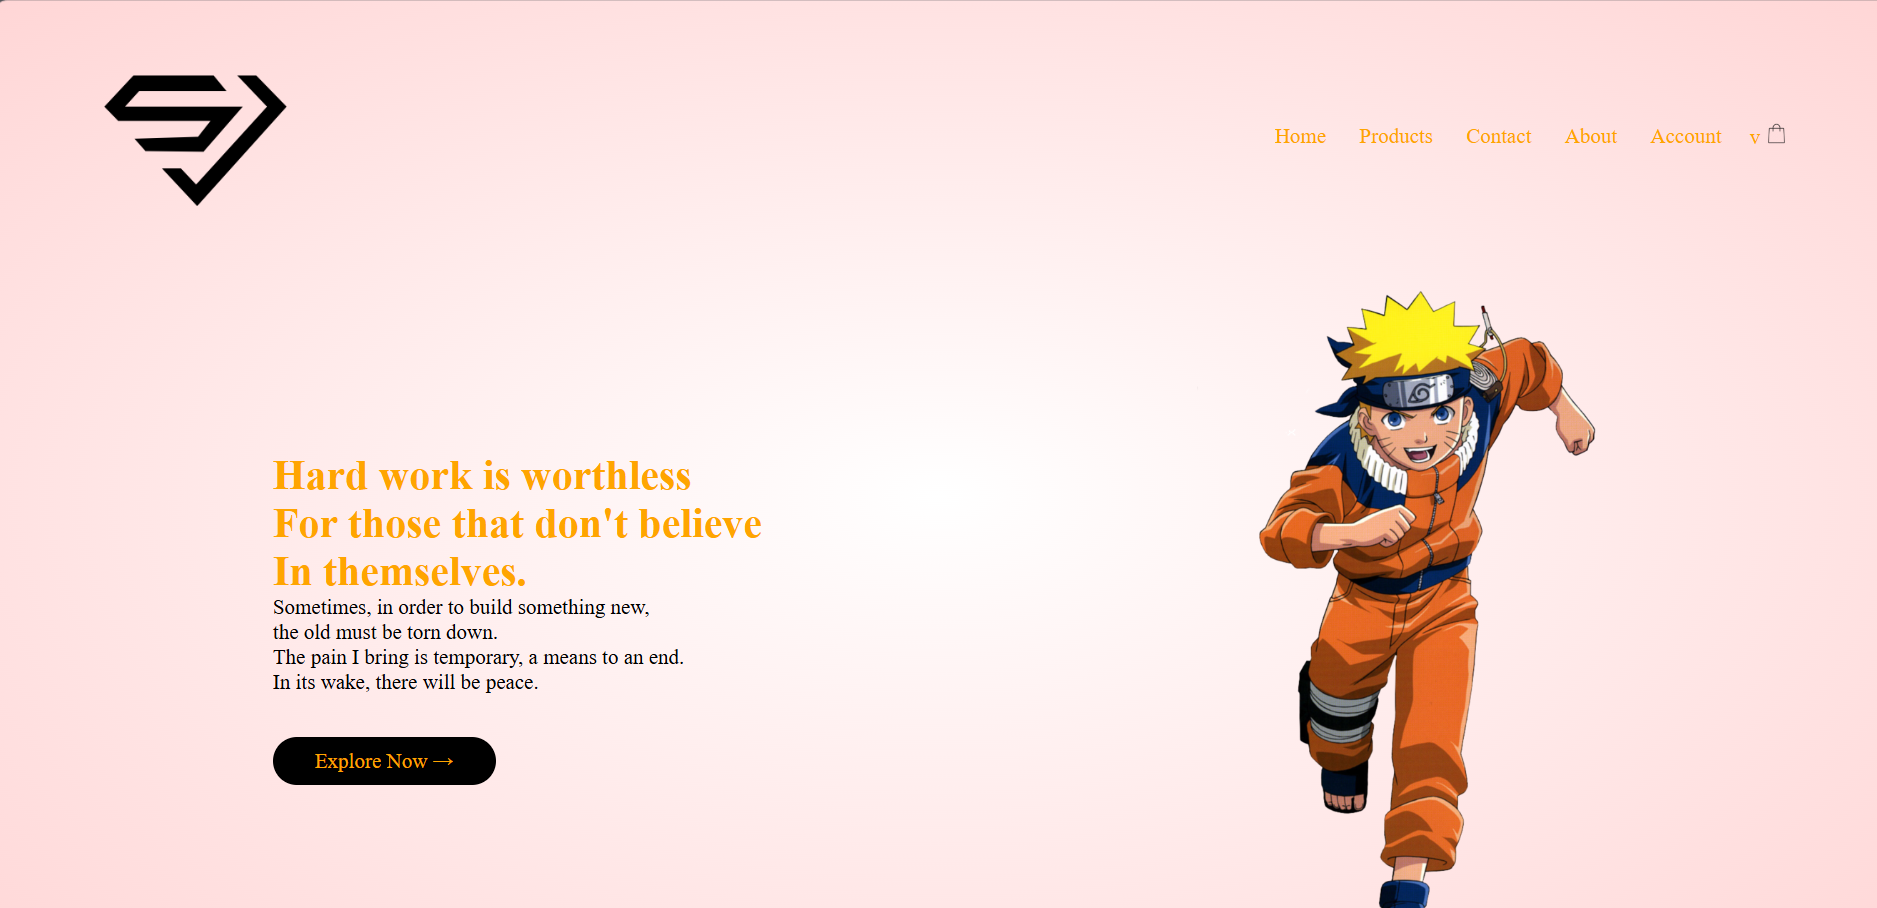 Home Products Contact About Account v
Hard work is worthless
For those that don't believe
In themselves.
Sometimes, in order to build something new,
the old must be torn down.
The pain I bring is temporary, a means to an end.
In its wake, there will be peace.
Explore Now →